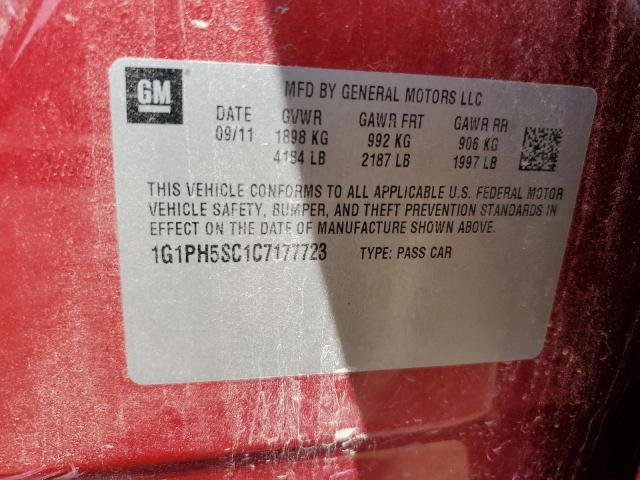 GM
MFD BY GENERAL MOTORS LLC
DATE GVWR GAWR FRT GAWR RR
09/11 1898 KG 992 KG 906 KG
4184 LB 2187 LB 1997 LB
THIS VEHICLE CONFORMS TO ALL APPLICABLE U.S. FEDERAL MOTOR
VEHICLE SAFETY, BUMPER, AND THEFT PREVENTION STANDARDS IN
EFFECT ON THE DATE OF MANUFACTURE SHOWN ABOVE.
1G1PH5SC1C7177723 TYPE: PASS CAR